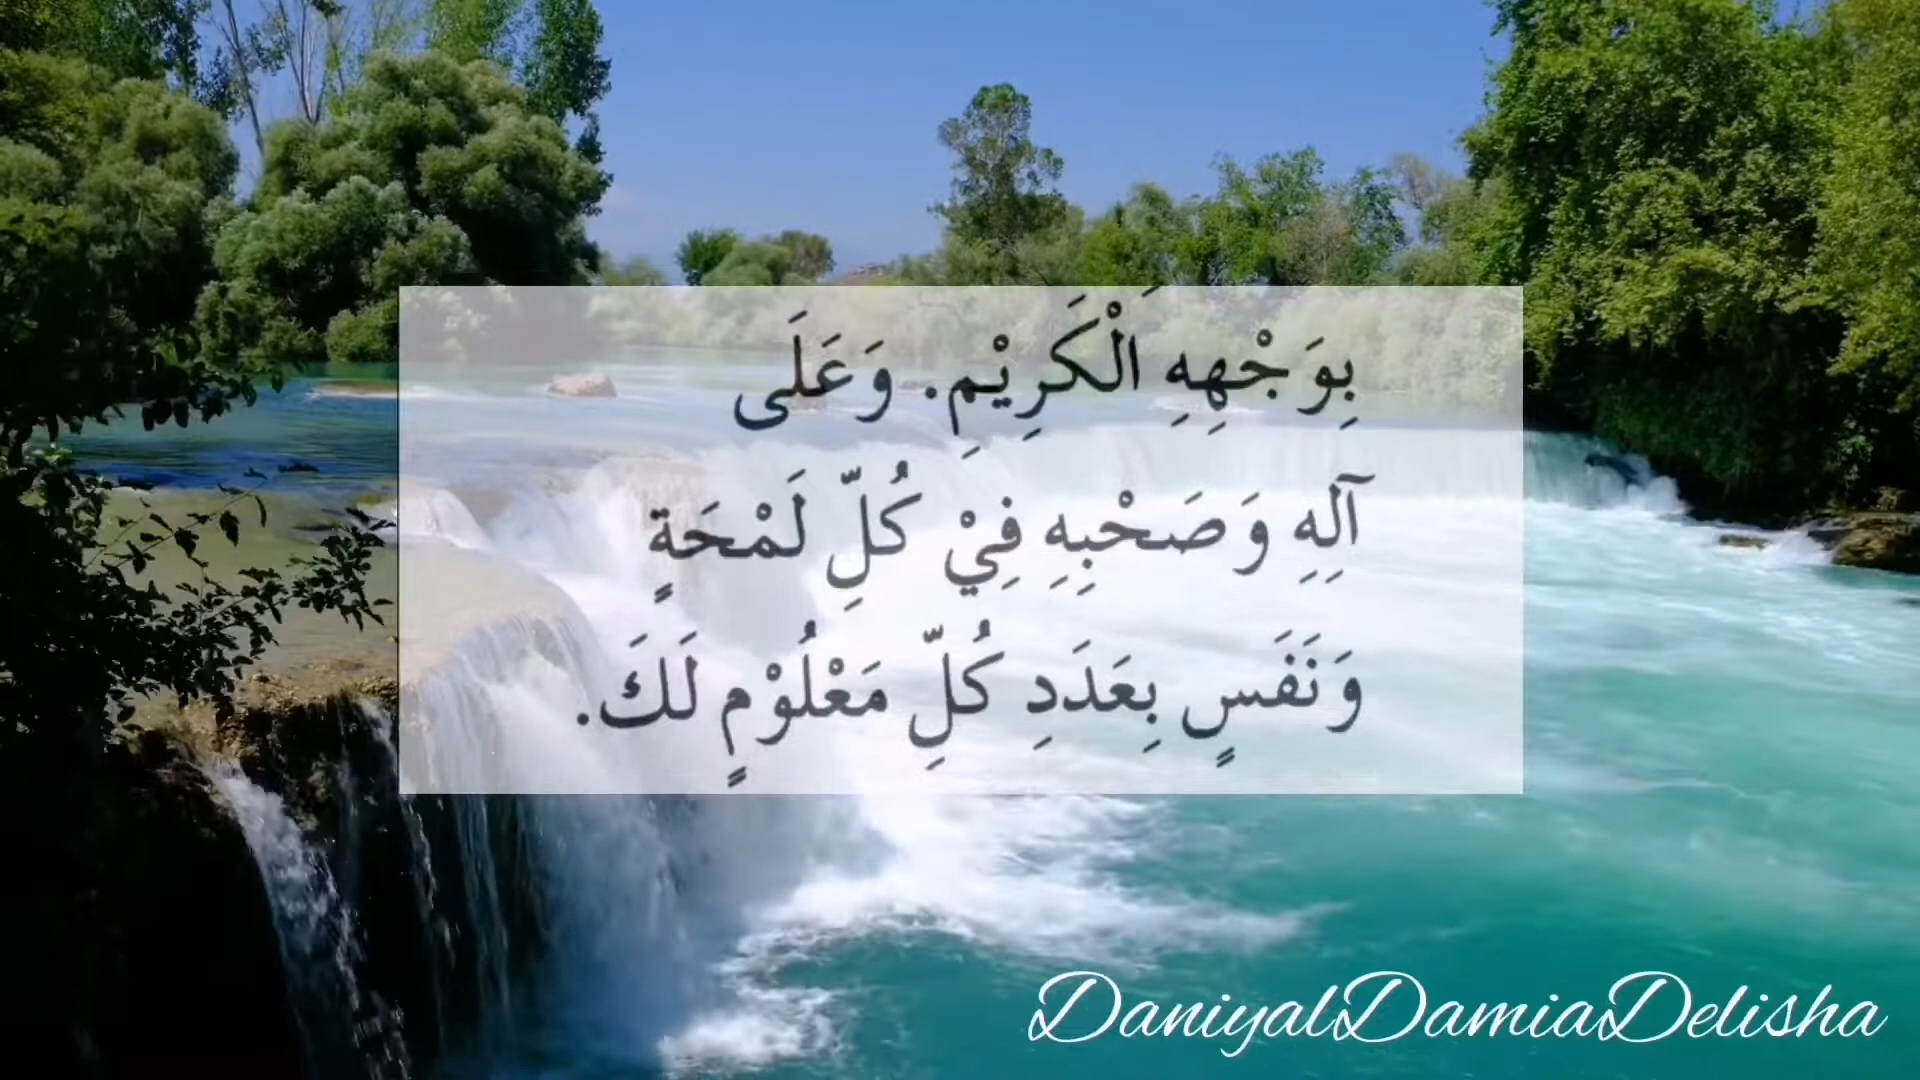 بِوَجْهِهِ الْكَرِيْمِ. وَعَلَى
آلِهِ وَصَحْبِهِ فِيْ كُلِّ لَمْحَةٍ
وَنَفَسٍ بِعَدَدِ كُلِّ مَعْلُوْمٍ لَكَ.
DaniyalDamiaDelisha